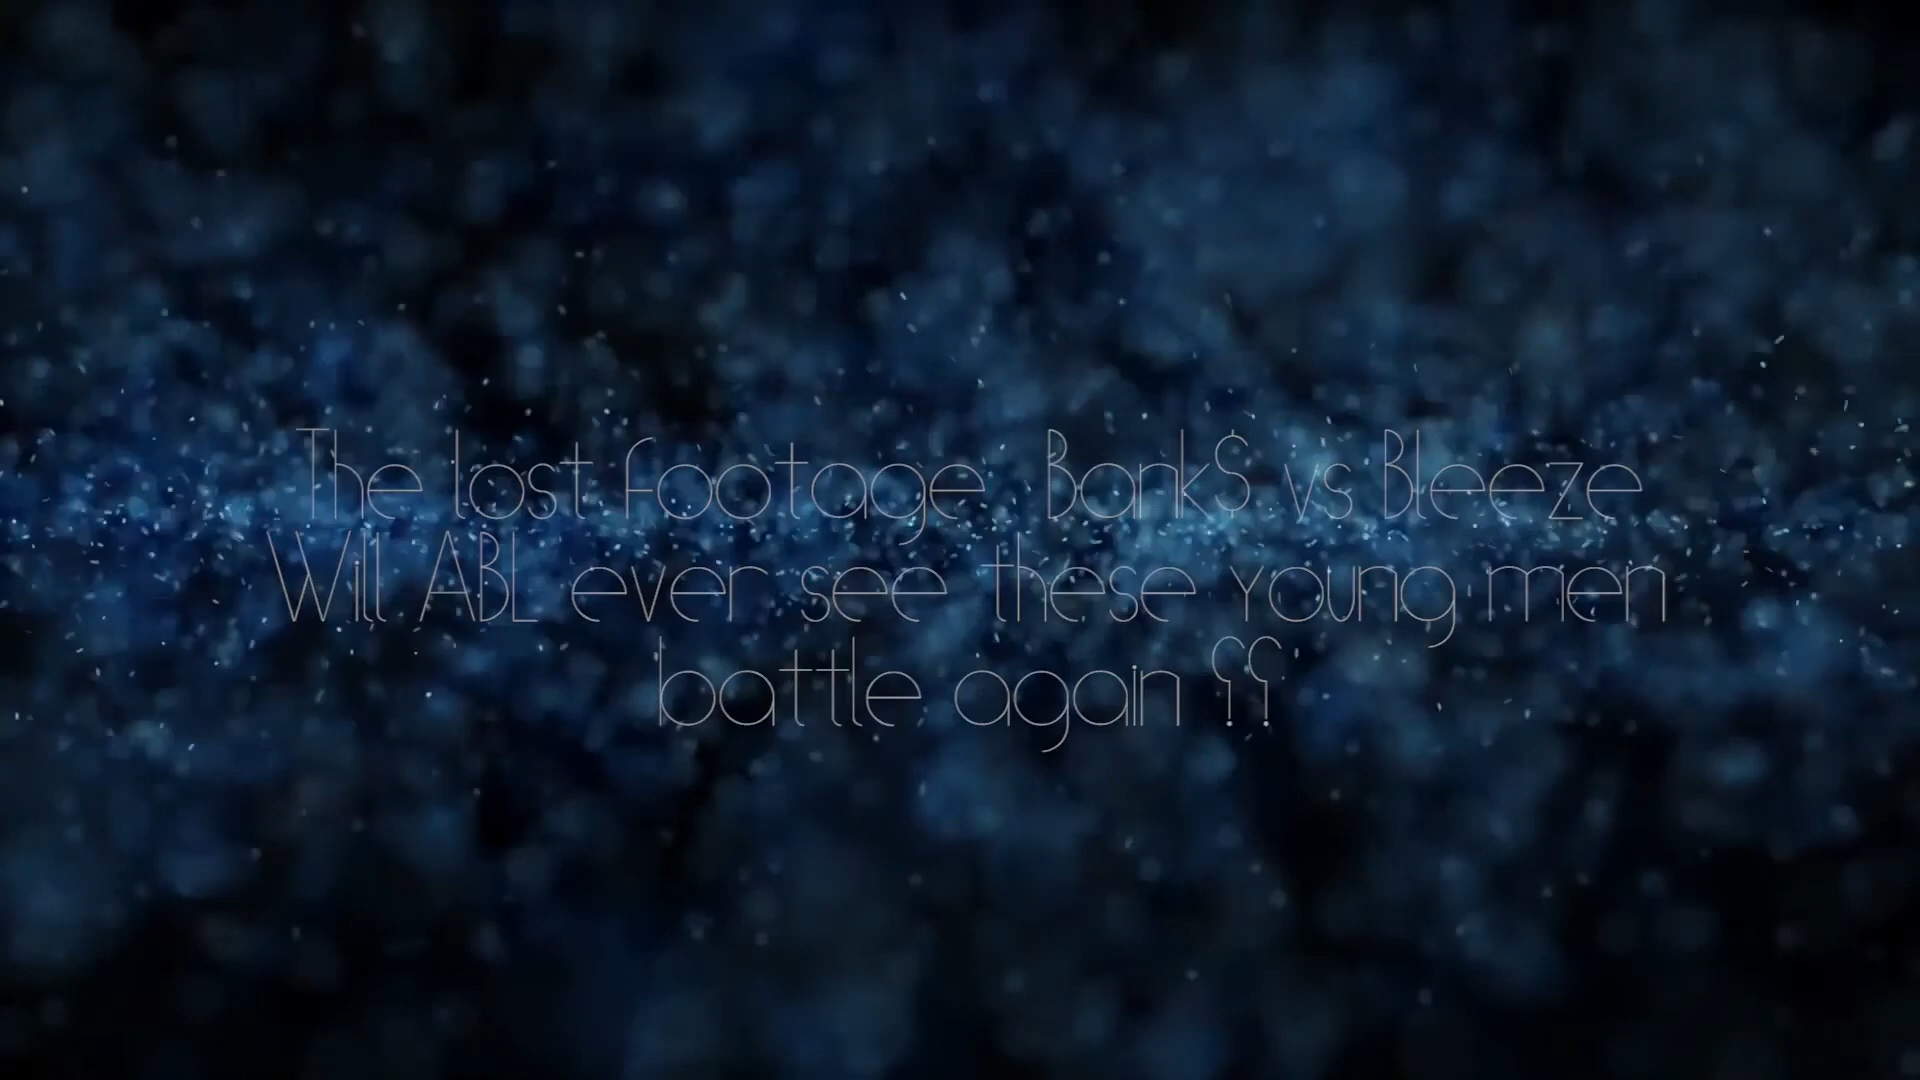 The lost footage Bank$ vs Bleeze
Will ABL ever see these young men
battle again ??